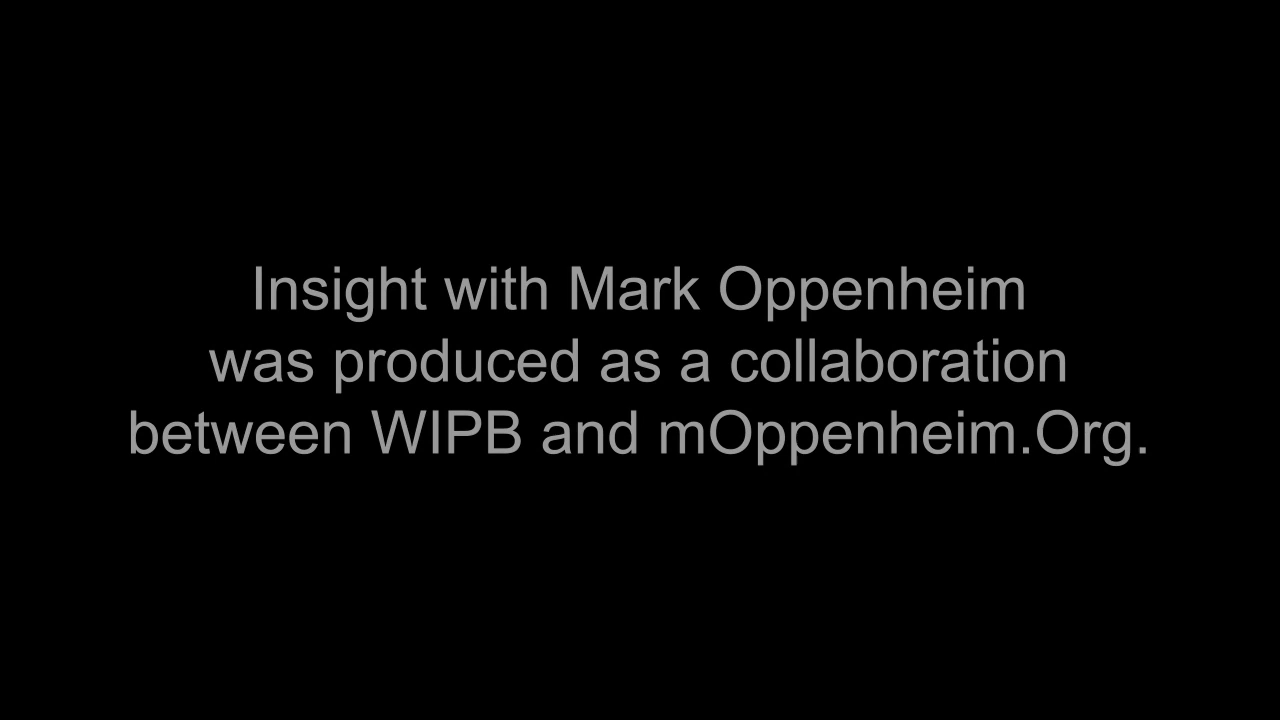 Insight with Mark Oppenheim
was produced as a collaboration
between WIPB and mOppenheim.Org.